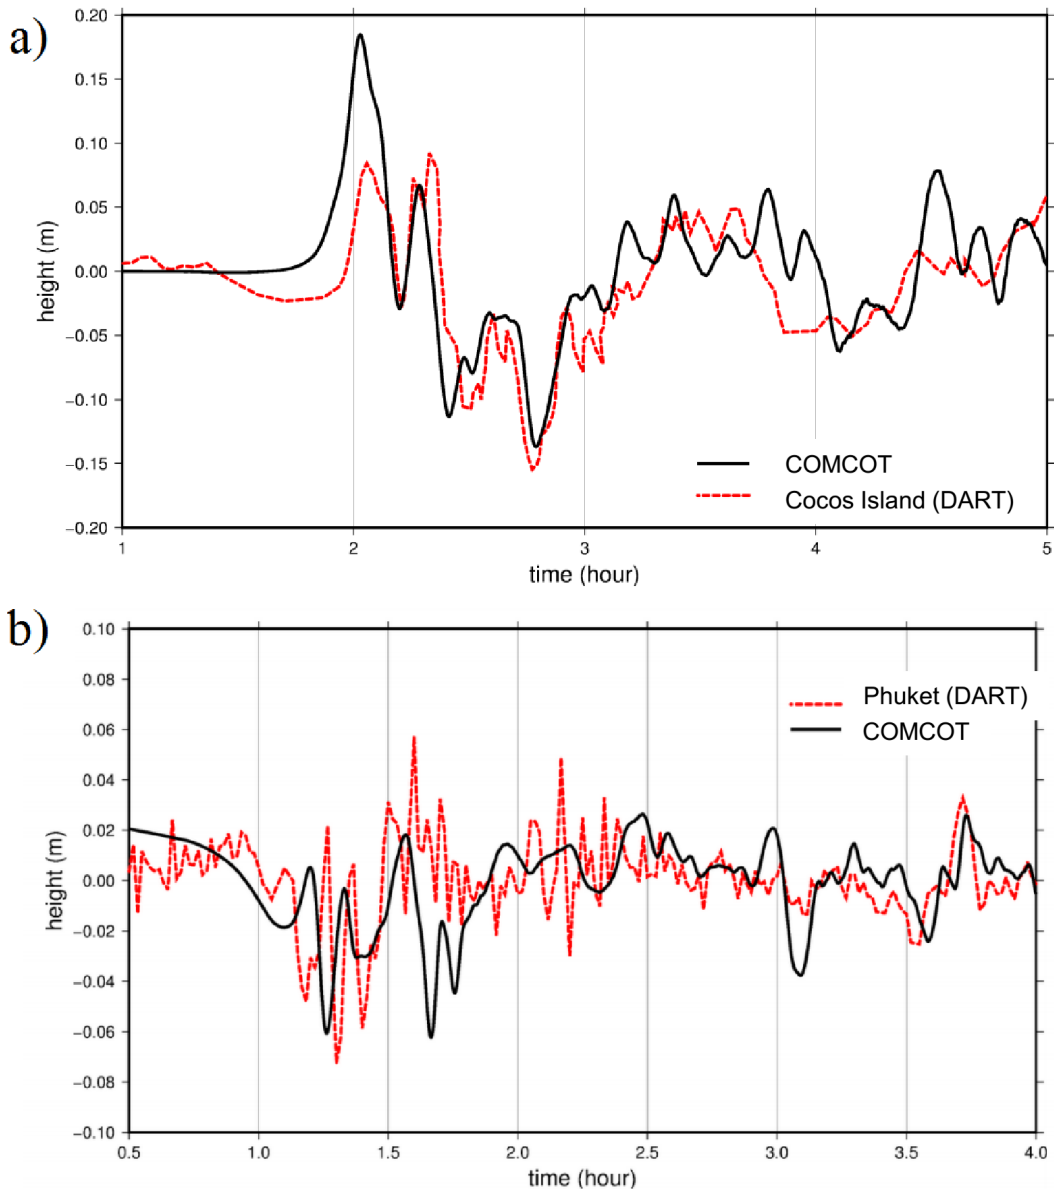 a)
0.20
0.15
0.10
0.05
0.00
−0.05
−0.10
−0.15
−0.20
height (m)
COMCOT
Cocos Island (DART)
1 2 3 4 5
time (hour)
b)
0.10
0.08
0.06
0.04
0.02
0.00
−0.02
−0.04
−0.06
−0.08
−0.10
height (m)
Phuket (DART)
COMCOT
0.5 1.0 1.5 2.0 2.5 3.0 3.5 4.0
time (hour)